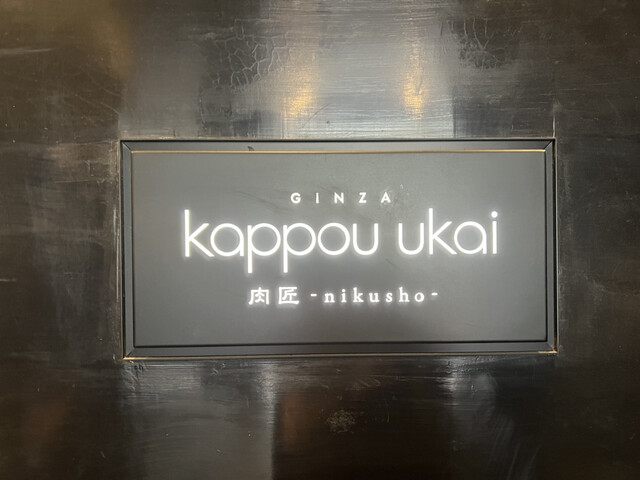 GINZA
kappou ukai
肉匠 -nikusho-